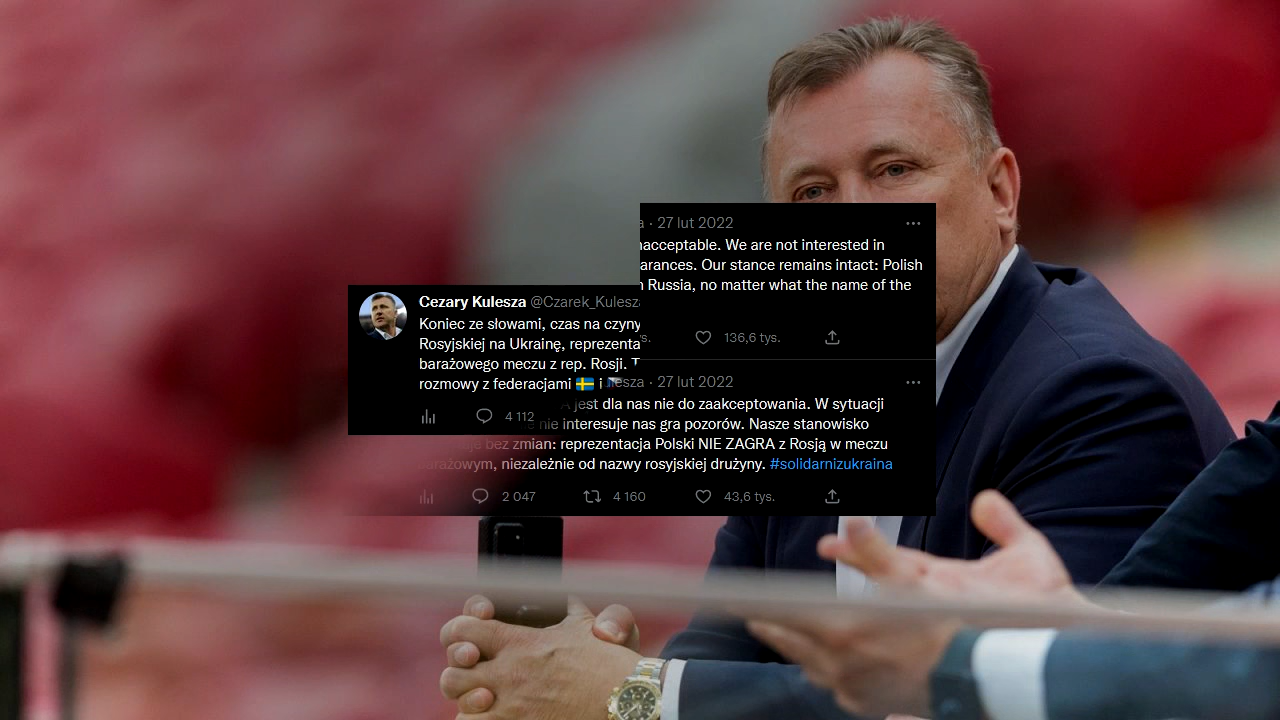 Cezary Kulesza @Czarek_Kulesz
Koniec ze słowami, czas na czyny
Rosyjskiej na Ukrainę, reprezenta
barażowego meczu z rep. Rosji.
rozmowy z federacjami 🇸🇪 i
4 112
· 27 lut 2022
We are not interested in
Our stance remains intact: Polish
Russia, no matter what the name of the
136,6 tys.
· 27 lut 2022
jest dla nas nie do zaakceptowania. W sytuacji
nie interesuje nas gra pozorów. Nasze stanowisko
bez zmian: reprezentacja Polski NIE ZAGRA z Rosją w meczu
barażowym, niezależnie od nazwy rosyjskiej drużyny. #solidarnizukraina
2 047 4 160 43,6 tys.